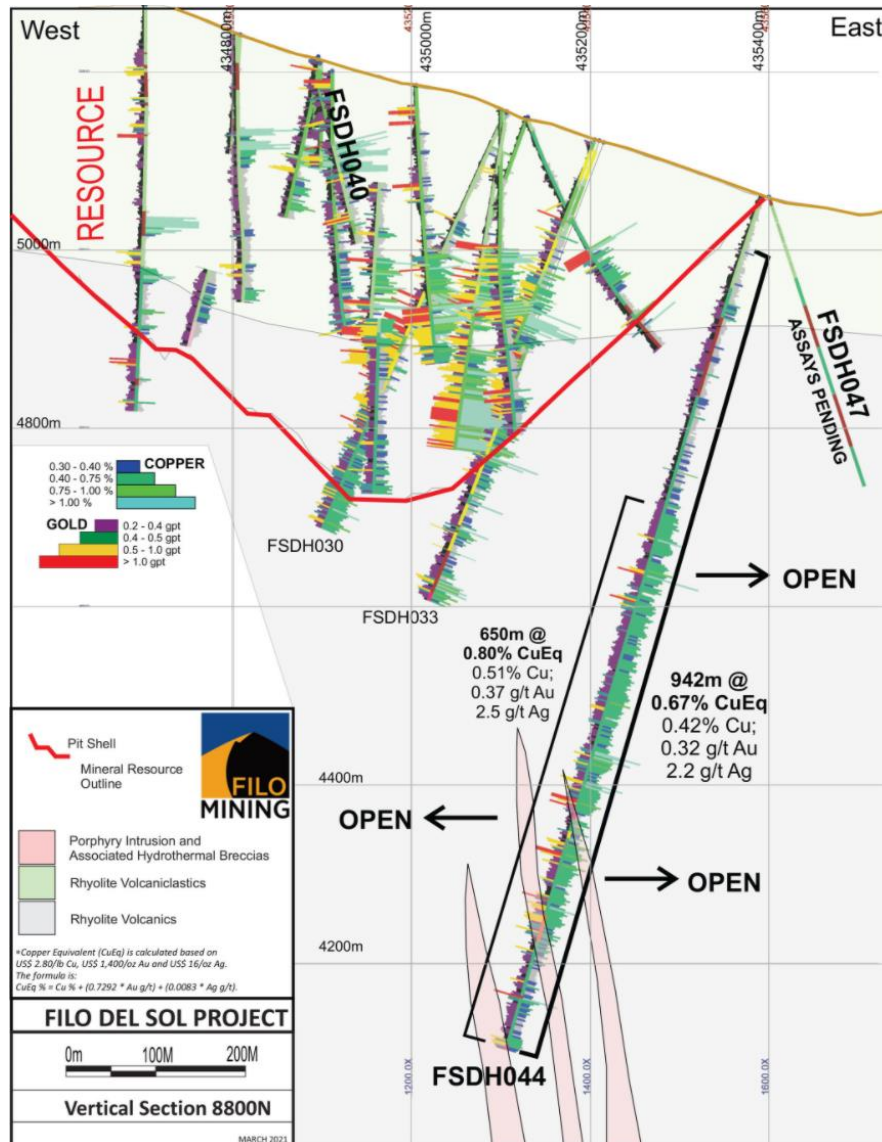 West
East
434800m
435000m
435200m
435400m
RESOURCE
FSDH040
5000m
FSDH047
ASSAYS PENDING
4800m
COPPER
0.30 - 0.40 %
0.40 - 0.75 %
0.75 - 1.00 %
> 1.00 %
GOLD
0.2 - 0.4 gpt
0.4 - 0.5 gpt
0.5 - 1.0 gpt
> 1.0 gpt
FSDH030
FSDH033
OPEN
650m @
0.80% CuEq
0.51% Cu;
0.37 g/t Au
2.5 g/t Ag
942m @
0.67% CuEq
0.42% Cu;
0.32 g/t Au
2.2 g/t Ag
4400m
OPEN
OPEN
4200m
FSDH044
1200.0X
1400.0X
1600.0X
Pit Shell
Mineral Resource
Outline
FILO
MINING
Porphyry Intrusion and
Associated Hydrothermal Breccias
Rhyolite Volcaniclastics
Rhyolite Volcanics
*Copper Equivalent (CuEq) is calculated based on
US$ 2.80/lb Cu, US$ 1,400/oz Au and US$ 16/oz Ag.
The formula is:
CuEq % = Cu % + (0.7292 * Au g/t) + (0.0083 * Ag g/t).
FILO DEL SOL PROJECT
0m 100M 200M
Vertical Section 8800N
MARCH 2021